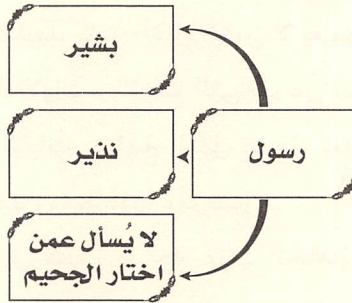 رسول
بشير
نذير
لا يُسأل عمن
اختار الجحيم